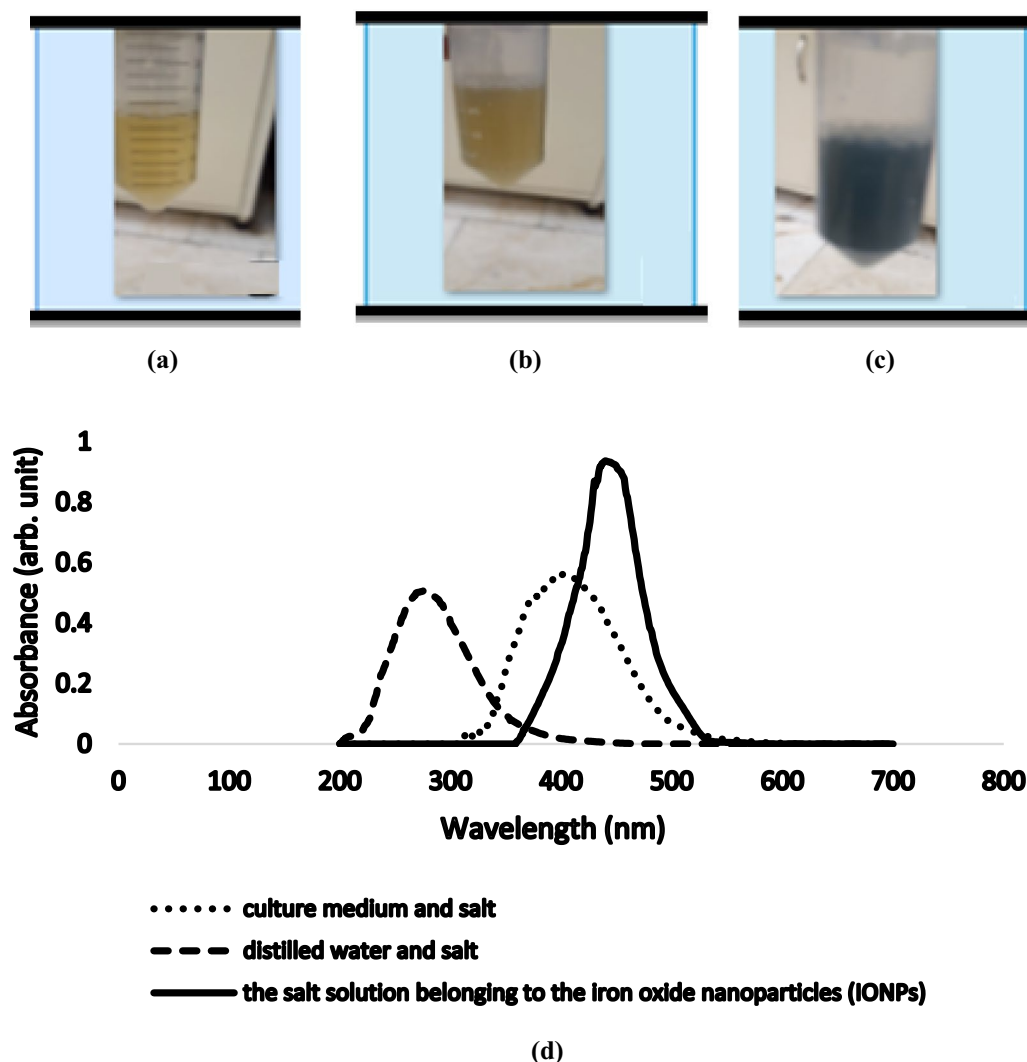 (a) (b) (c)
Absorbance (arb. unit)
1
0.8
0.6
0.4
0.2
0
0 100 200 300 400 500 600 700 800
Wavelength (nm)
culture medium and salt
distilled water and salt
the salt solution belonging to the iron oxide nanoparticles (IONPs)
(d)